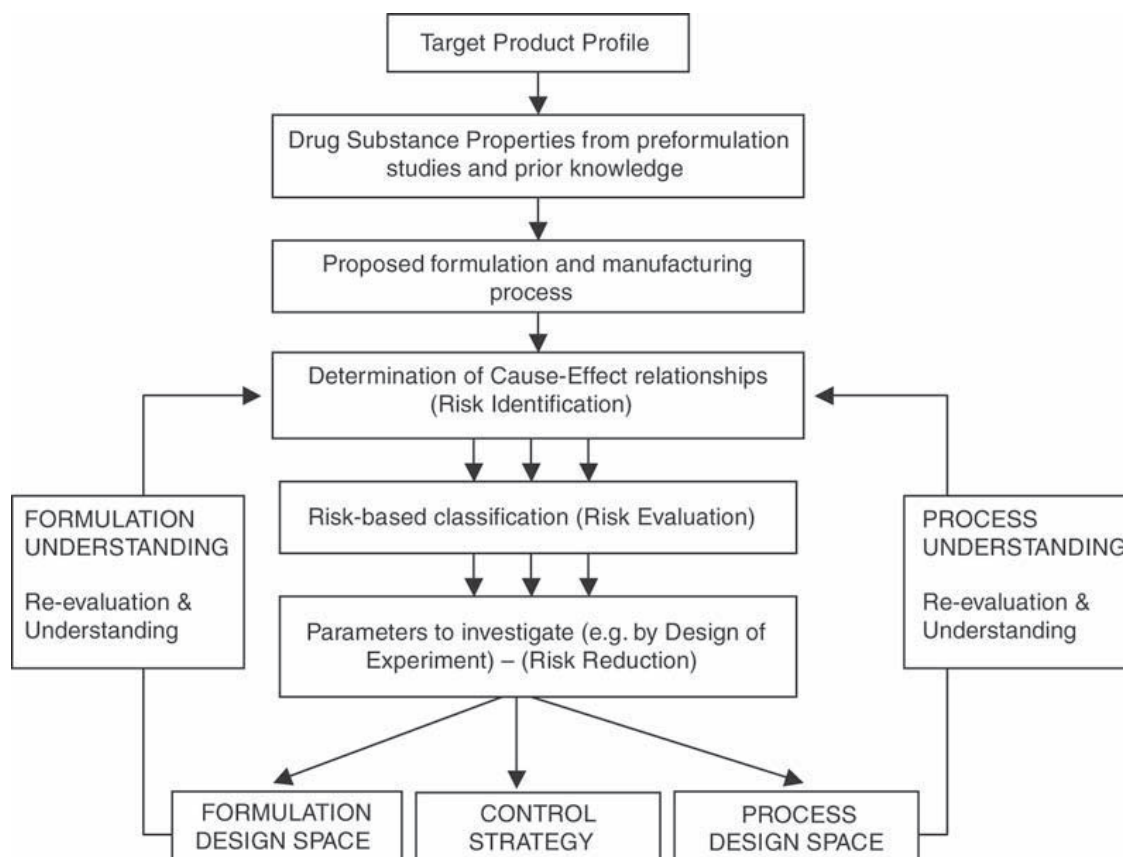 Target Product Profile
Drug Substance Properties from preformulation
studies and prior knowledge
Proposed formulation and manufacturing
process
Determination of Cause-Effect relationships
(Risk Identification)
Risk-based classification (Risk Evaluation)
Parameters to investigate (e.g. by Design of
Experiment) – (Risk Reduction)
FORMULATION
UNDERSTANDING
Re-evaluation &
Understanding
PROCESS
UNDERSTANDING
Re-evaluation &
Understanding
FORMULATION
DESIGN SPACE
CONTROL
STRATEGY
PROCESS
DESIGN SPACE